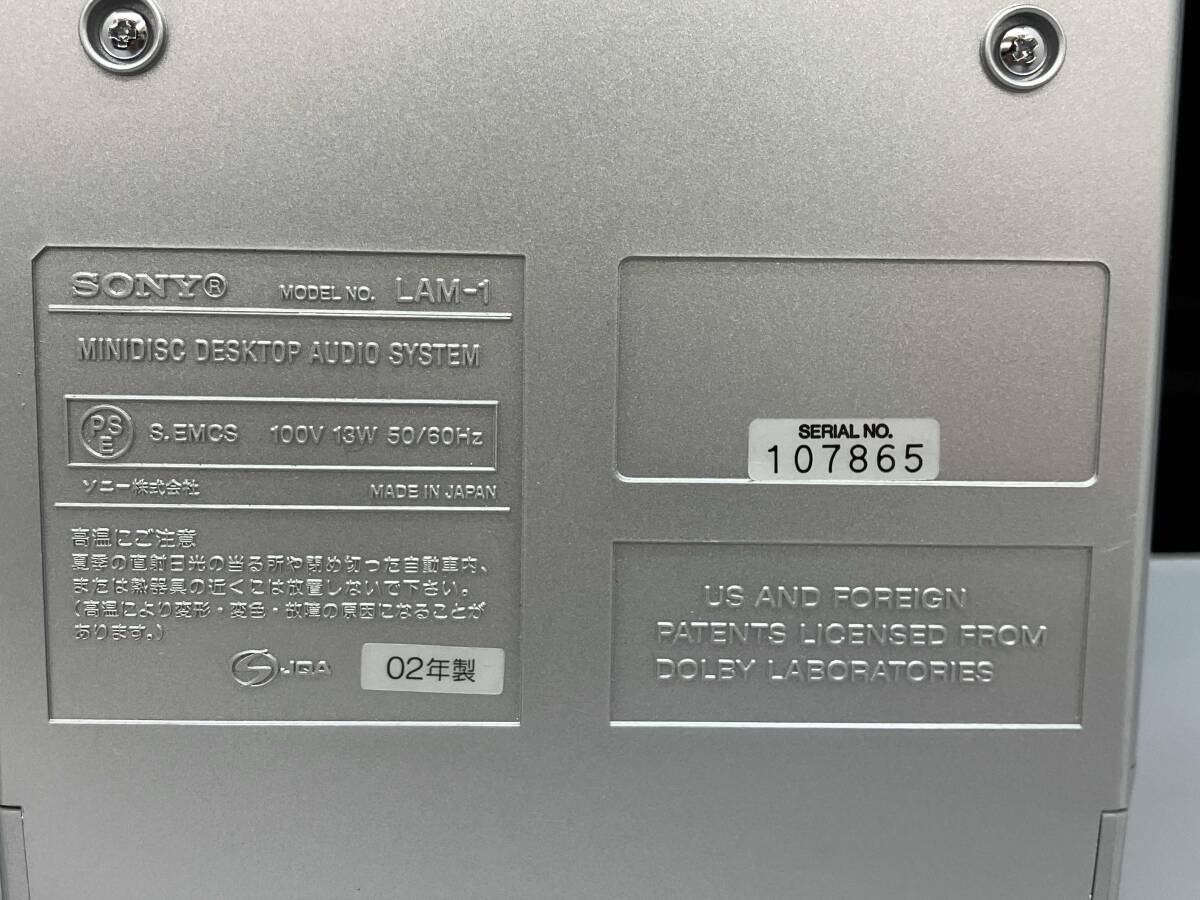 SONY® MODEL NO. LAM-1
MINIDISC DESKTOP AUDIO SYSTEM
PSE S.EMCS 100V 13W 50/60Hz
ソニー株式会社 MADE IN JAPAN
高温にご注意
夏季の直射日光の当る所や閉め切った自動車内、
または熱器具の近くには放置しないで下さい。
(高温により変形・変色・故障の原因になることが
あります。)
S JQA 02年製
SERIAL NO.
107865
US AND FOREIGN
PATENTS LICENSED FROM
DOLBY LABORATORIES